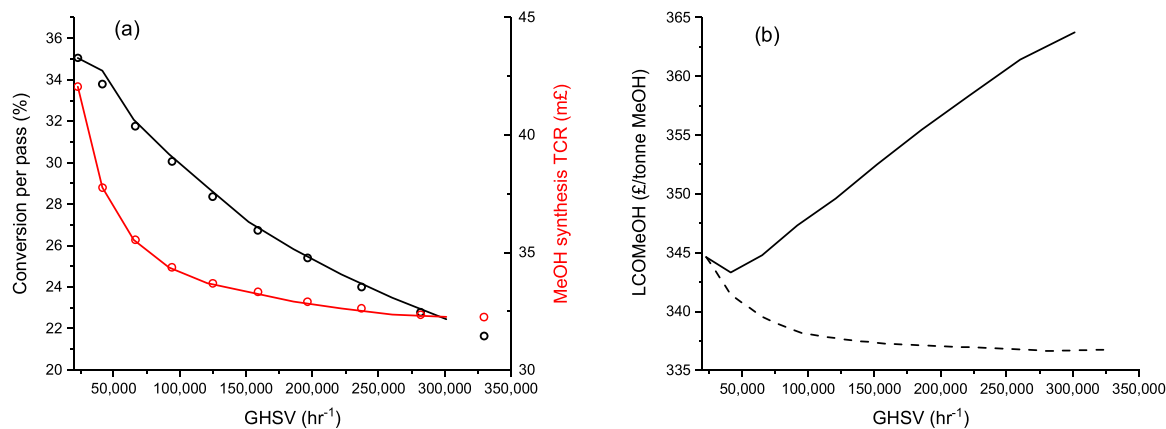 (a)
Conversion per pass (%)
36
34
32
30
28
26
24
22
20
45
40
35
30
MeOH synthesis TCR (m£)
50,000 100,000 150,000 200,000 250,000 300,000 350,000
GHSV (hr-1)
(b)
LCOMeOH (£/tonne MeOH)
365
360
355
350
345
340
335
50,000 100,000 150,000 200,000 250,000 300,000 350,000
GHSV (hr-1)